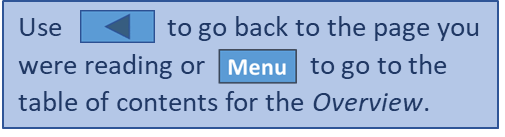 Use ◀ to go back to the page you
were reading or Menu to go to the
table of contents for the Overview.